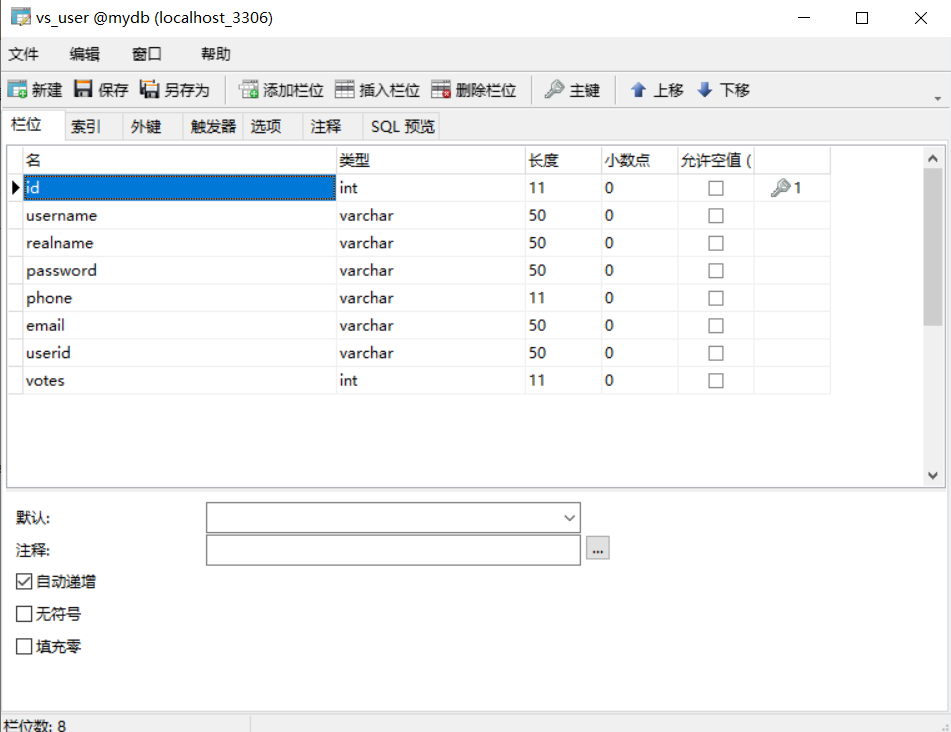 vs_user @mydb (localhost_3306)
文件 编辑 窗口 帮助
新建 保存 另存为 添加栏位 插入栏位 删除栏位 主键 上移 下移
栏位 索引 外键 触发器 选项 注释 SQL 预览
名 类型 长度 小数点 允许空值 (
id int 11 0 1
username varchar 50 0
realname varchar 50 0
password varchar 50 0
phone varchar 11 0
email varchar 50 0
userid varchar 50 0
votes int 11 0
默认:
注释: ...
自动递增
无符号
填充零
栏位数: 8